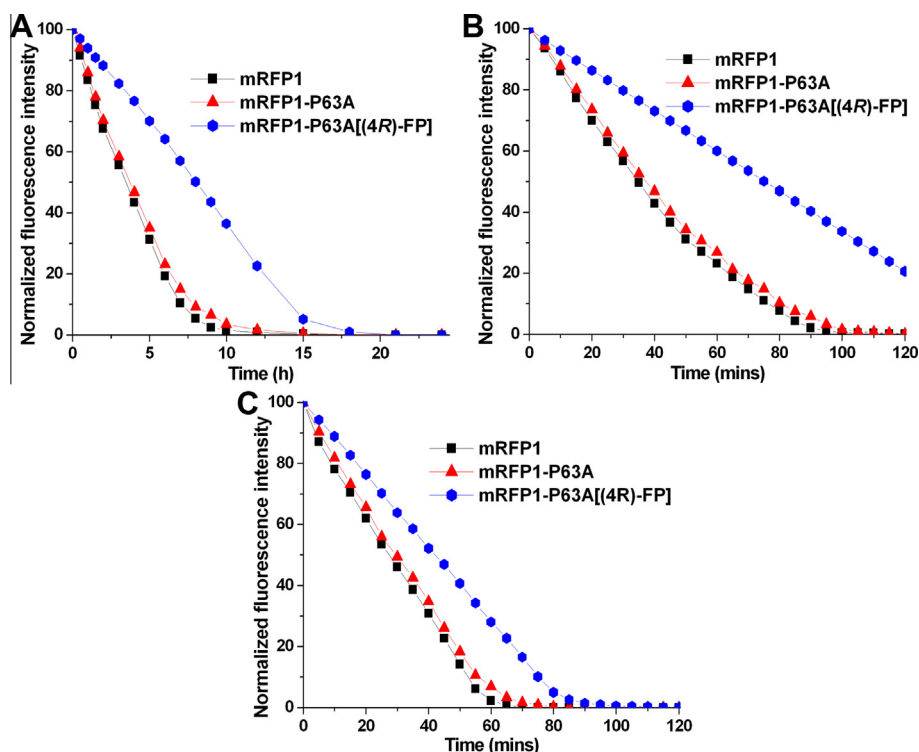 A
Normalized fluorescence intensity
100
80
60
40
20
0
mRFP1
mRFP1-P63A
mRFP1-P63A[(4R)-FP]
0
5
10
15
20
Time (h)
B
Normalized fluorescence intensity
100
80
60
40
20
0
mRFP1
mRFP1-P63A
mRFP1-P63A[(4R)-FP]
0
20
40
60
80
100
120
Time (mins)
C
Normalized fluorescence intensity
100
80
60
40
20
0
mRFP1
mRFP1-P63A
mRFP1-P63A[(4R)-FP]
0
20
40
60
80
100
120
Time (mins)